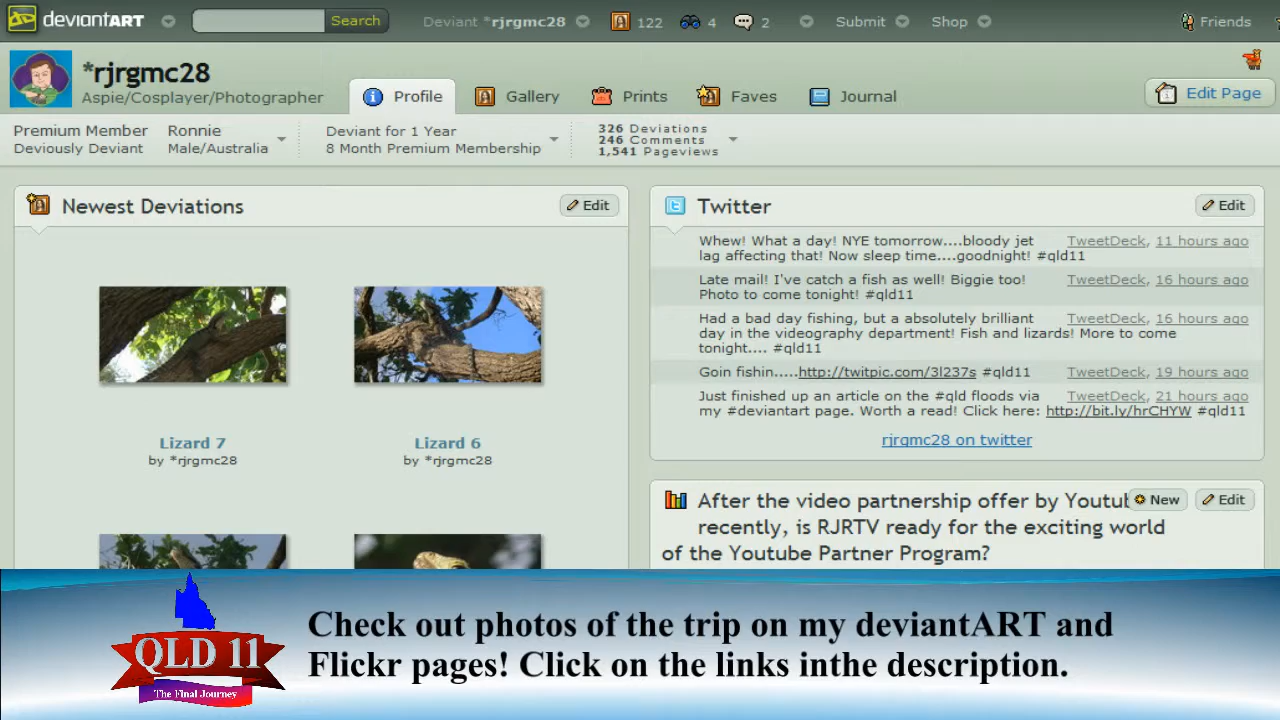 deviantART
Search
Deviant *rjrgmc28
122
4
2
Submit
Shop
Friends
*rjrgmc28
Aspie/Cosplayer/Photographer
Profile
Gallery
Prints
Faves
Journal
Edit Page
Premium Member
Deviously Deviant
Ronnie
Male/Australia
Deviant for 1 Year
8 Month Premium Membership
326 Deviations
246 Comments
1,541 Pageviews
Newest Deviations
Edit
Lizard 7
by *rjrgmc28
Lizard 6
by *rjrgmc28
Twitter
Edit
Whew! What a day! NYE tomorrow....bloody jet
lag affecting that! Now sleep time....goodnight! #qld11
TweetDeck, 11 hours ago
Late mail! I've catch a fish as well! Biggie too!
Photo to come tonight! #qld11
TweetDeck, 16 hours ago
Had a bad day fishing, but a absolutely brilliant
day in the videography department! Fish and lizards! More to come
tonight.... #qld11
TweetDeck, 16 hours ago
Goin fishin.....http://twitpic.com/3l237s #qld11
TweetDeck, 19 hours ago
Just finished up an article on the #qld floods via
my #deviantart page. Worth a read! Click here: http://bit.ly/hrCHYW #qld11
TweetDeck, 21 hours ago
rjrgmc28 on twitter
After the video partnership offer by Youtub
New
Edit
recently, is RJRTV ready for the exciting world
of the Youtube Partner Program?
QLD 11
The Final Journey
Check out photos of the trip on my deviantART and
Flickr pages! Click on the links inthe description.